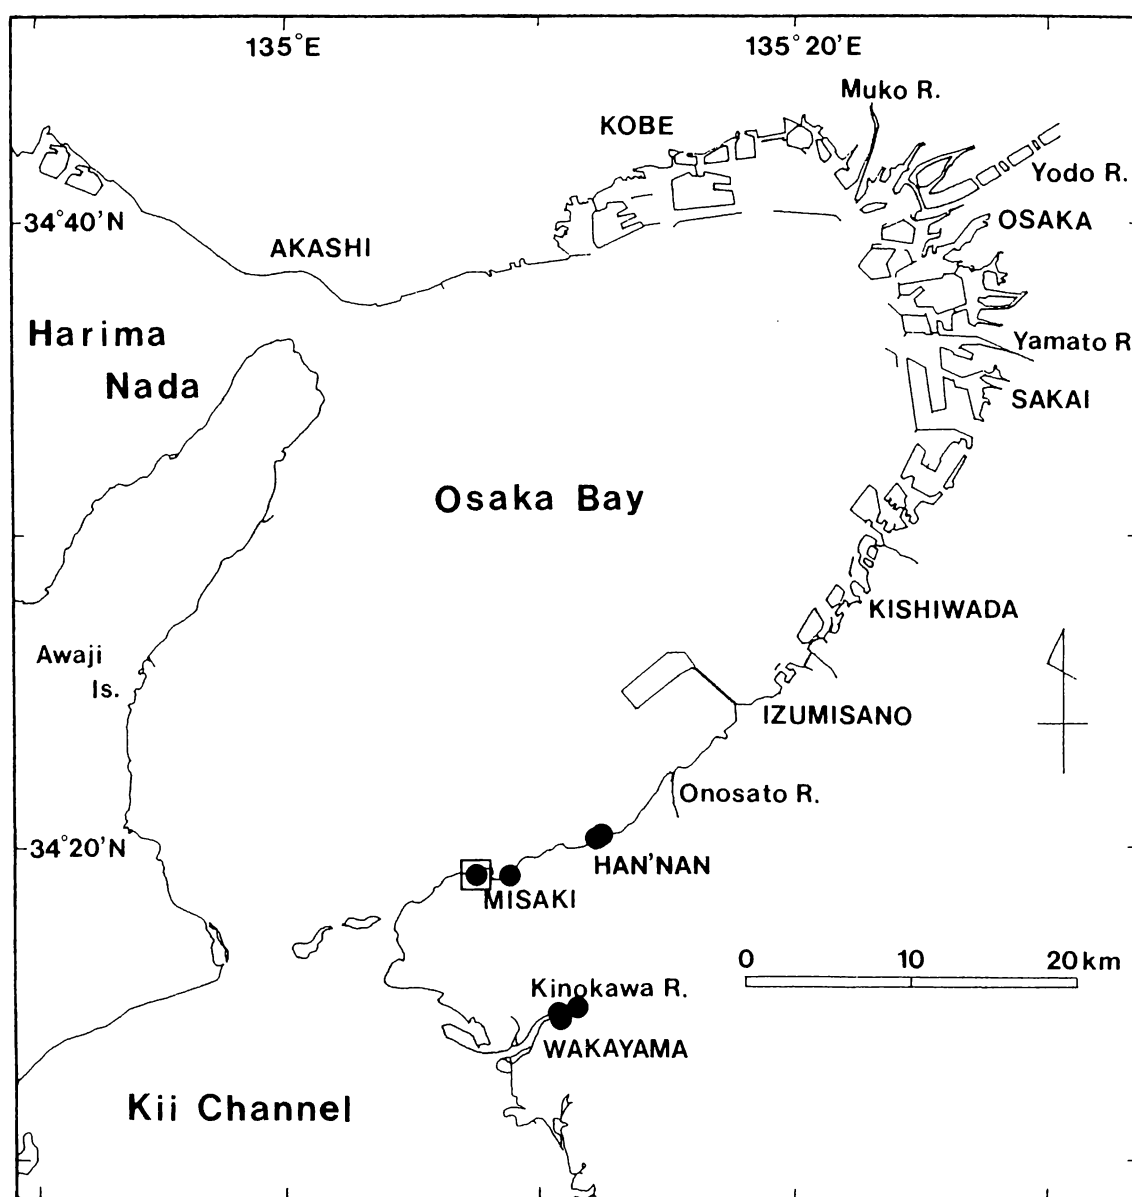 135°E
135°20'E
Muko R.
KOBE
Yodo R.
34°40'N
OSAKA
AKASHI
Harima
Nada
Yamato R
SAKAI
Osaka Bay
KISHIWADA
Awaji
Is.
IZUMISANO
Onosato R.
34°20'N
HAN'NAN
MISAKI
0 10 20km
Kinokawa R.
WAKAYAMA
Kii Channel